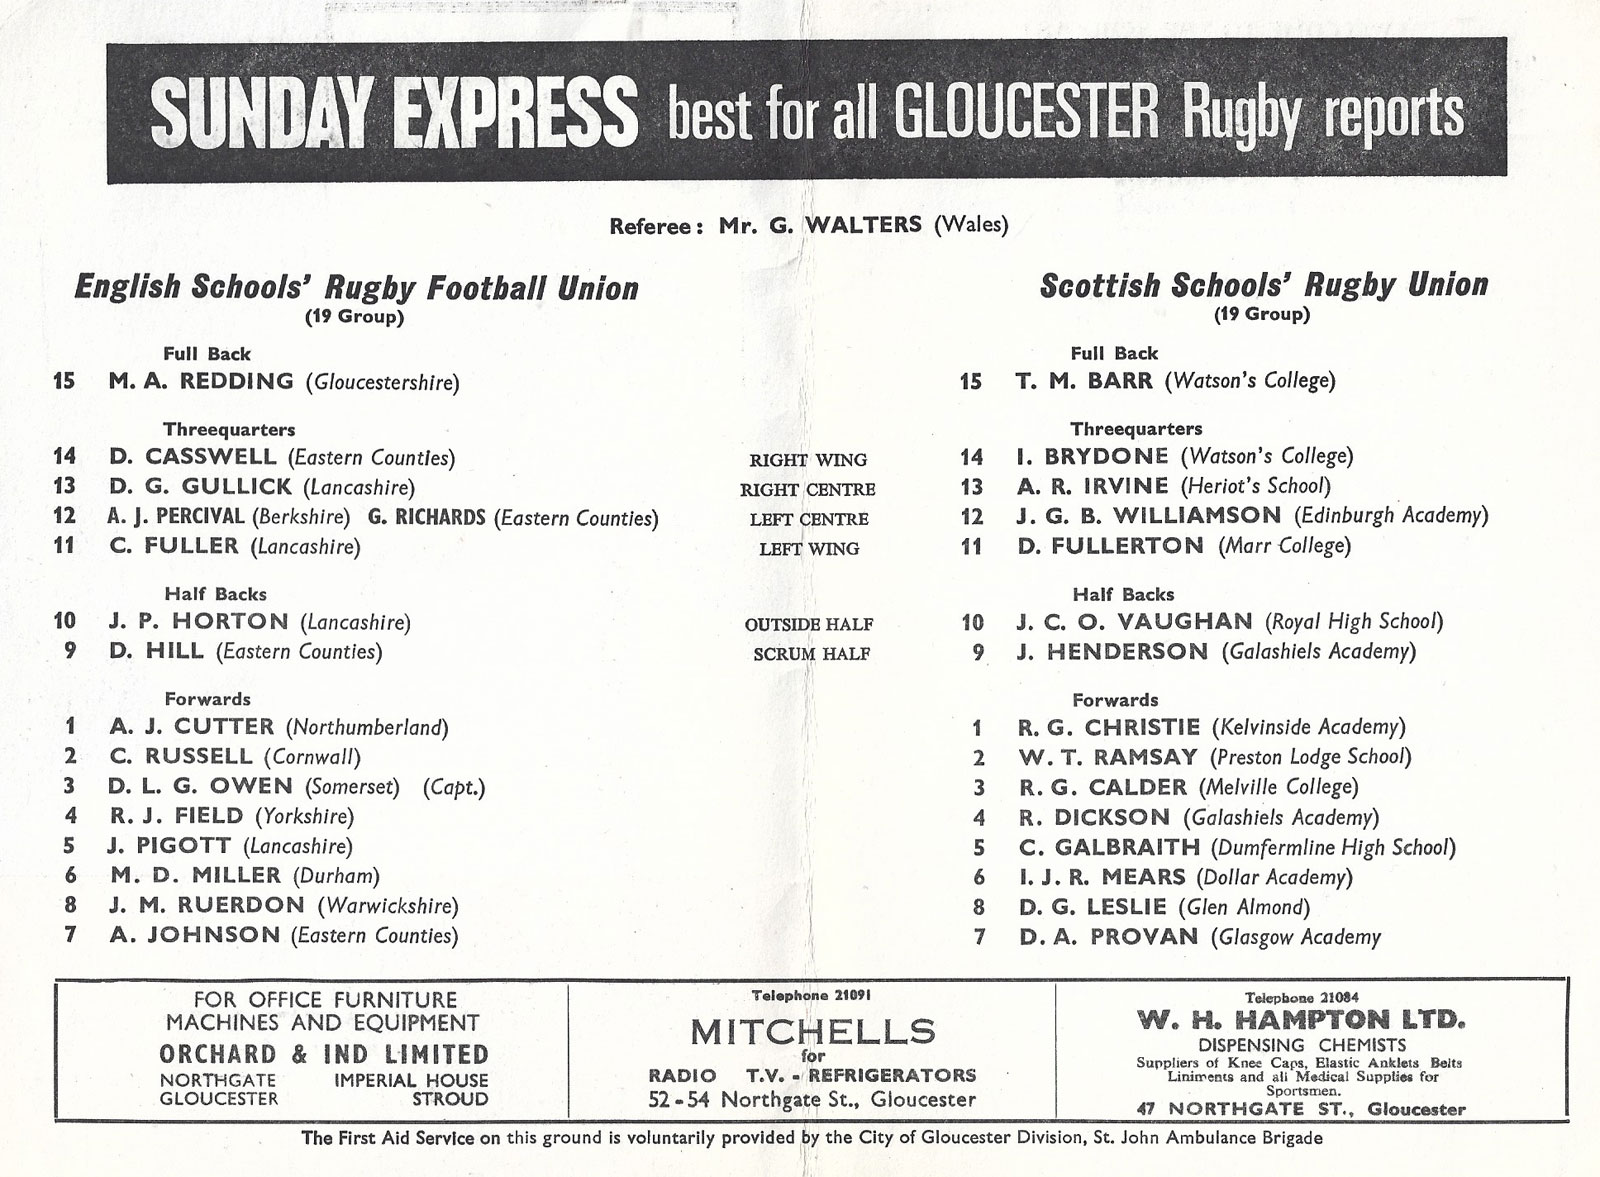 SUNDAY EXPRESS best for all GLOUCESTER Rugby reports
Referee: Mr. G. WALTERS (Wales)
English Schools' Rugby Football Union
(19 Group)
Full Back
15 M. A. REDDING (Gloucestershire)
Threequarters
14 D. CASSWELL (Eastern Counties)
13 D. G. GULLICK (Lancashire)
12 A. J. PERCIVAL (Berkshire) G. RICHARDS (Eastern Counties)
11 C. FULLER (Lancashire)
Half Backs
10 J. P. HORTON (Lancashire)
9 D. HILL (Eastern Counties)
Forwards
1 A. J. CUTTER (Northumberland)
2 C. RUSSELL (Cornwall)
3 D. L. G. OWEN (Somerset) (Capt.)
4 R. J. FIELD (Yorkshire)
5 J. PIGOTT (Lancashire)
6 M. D. MILLER (Durham)
8 J. M. RUERDON (Warwickshire)
7 A. JOHNSON (Eastern Counties)
RIGHT WING
RIGHT CENTRE
LEFT CENTRE
LEFT WING
OUTSIDE HALF
SCRUM HALF
Scottish Schools' Rugby Union
(19 Group)
Full Back
15 T. M. BARR (Watson's College)
Threequarters
14 I. BRYDONE (Watson's College)
13 A. R. IRVINE (Heriot's School)
12 J. G. B. WILLIAMSON (Edinburgh Academy)
11 D. FULLERTON (Marr College)
Half Backs
10 J. C. O. VAUGHAN (Royal High School)
9 J. HENDERSON (Galashiels Academy)
Forwards
1 R. G. CHRISTIE (Kelvinside Academy)
2 W. T. RAMSAY (Preston Lodge School)
3 R. G. CALDER (Melville College)
4 R. DICKSON (Galashiels Academy)
5 C. GALBRAITH (Dumfermline High School)
6 I. J. R. MEARS (Dollar Academy)
8 D. G. LESLIE (Glen Almond)
7 D. A. PROVAN (Glasgow Academy
FOR OFFICE FURNITURE
MACHINES AND EQUIPMENT
ORCHARD & IND LIMITED
NORTHGATE IMPERIAL HOUSE
GLOUCESTER STROUD
Telephone 21091
MITCHELLS
for
RADIO T.V. - REFRIGERATORS
52-54 Northgate St., Gloucester
Telephone 21084
W. H. HAMPTON LTD.
DISPENSING CHEMISTS
Suppliers of Knee Caps, Elastic Anklets Belts
Liniments and all Medical Supplies for
Sportsmen.
47 NORTHGATE ST., Gloucester
The First Aid Service on this ground is voluntarily provided by the City of Gloucester Division, St. John Ambulance Brigade